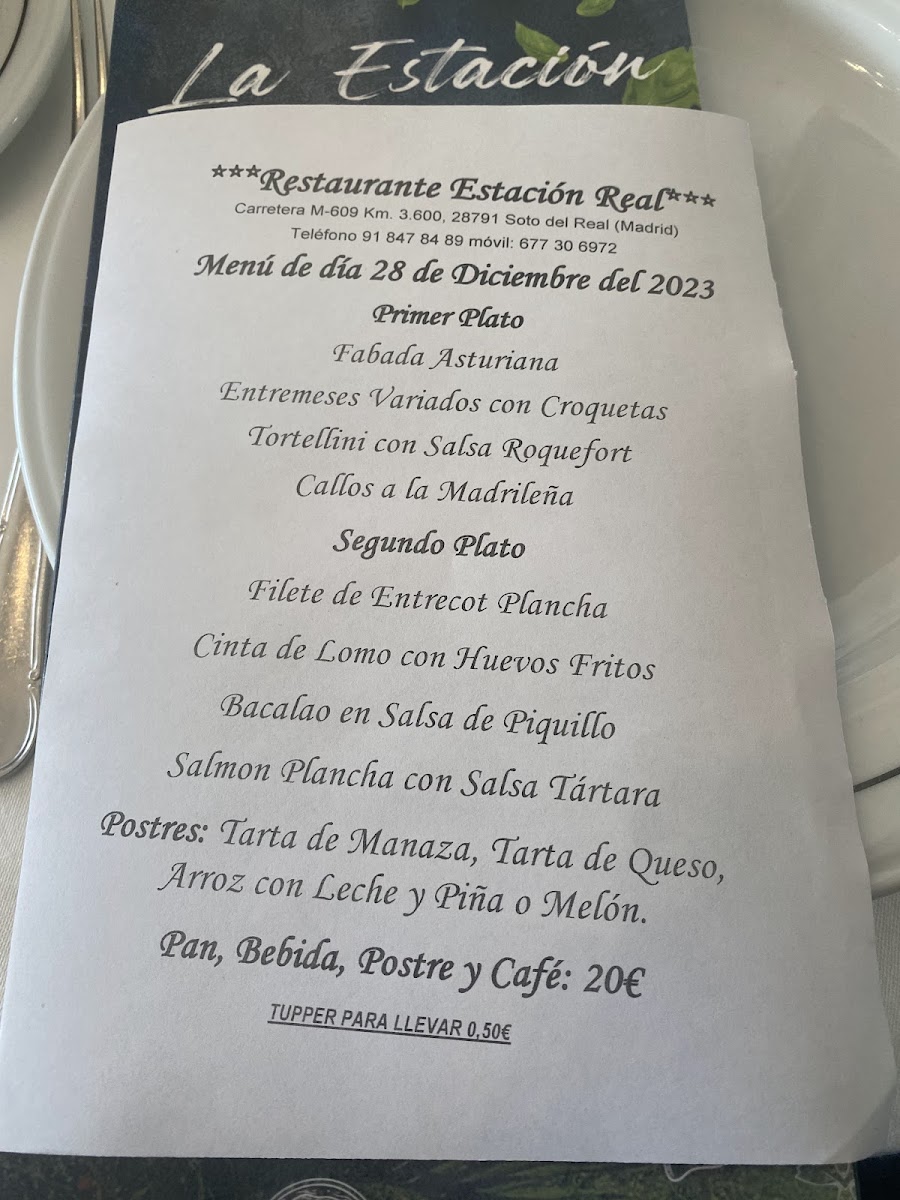 La Estación
***Restaurante Estación Real***
Carretera M-609 Km. 3.600, 28791 Soto del Real (Madrid)
Teléfono 91 847 84 89 móvil: 677 30 6972
Menú de día 28 de Diciembre del 2023
Primer Plato
Fabada Asturiana
Entremeses Variados con Croquetas
Tortellini con Salsa Roquefort
Callos a la Madrileña
Segundo Plato
Filete de Entrecot Plancha
Cinta de Lomo con Huevos Fritos
Bacalao en Salsa de Piquillo
Salmon Plancha con Salsa Tártara
Postres: Tarta de Manaza, Tarta de Queso,
Arroz con Leche y Piña o Melón.
Pan, Bebida, Postre y Café: 20€
TUPPER PARA LLEVAR 0,50€